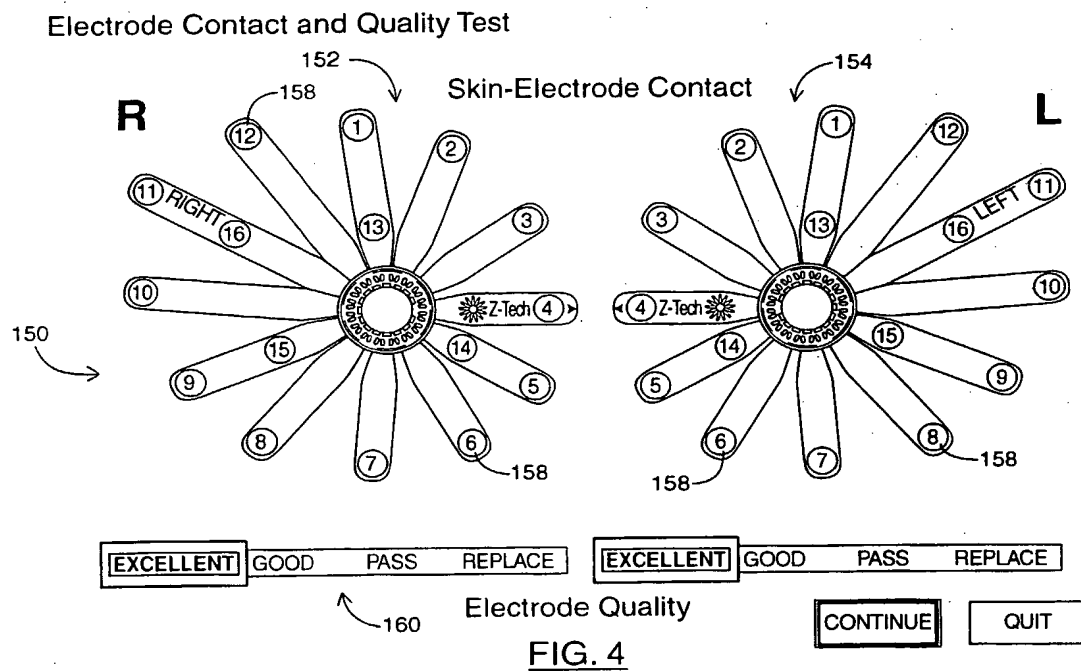 Electrode Contact and Quality Test
152 154
158 Skin-Electrode Contact
R L
12 1 2 2 1 12
11 RIGHT 16 13 3 3 13 16 LEFT 11
10 Z-Tech 4 4 Z-Tech 10
150 15 14 14 15
9 5 5 9
8 7 6 6 7 8
158 158 158
EXCELLENT GOOD PASS REPLACE EXCELLENT GOOD PASS REPLACE
160 Electrode Quality
CONTINUE QUIT
FIG. 4